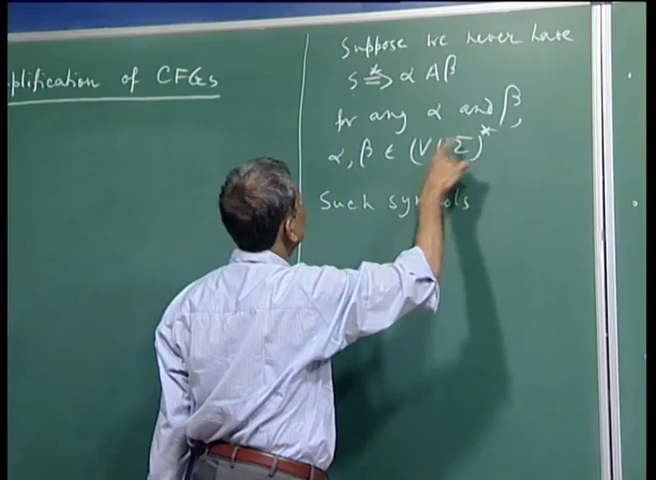 plification of CFGs
Suppose we never have
S *⇒ α A β
for any α and β,
α, β ∈ (V ∪ Σ)*
Such symbols